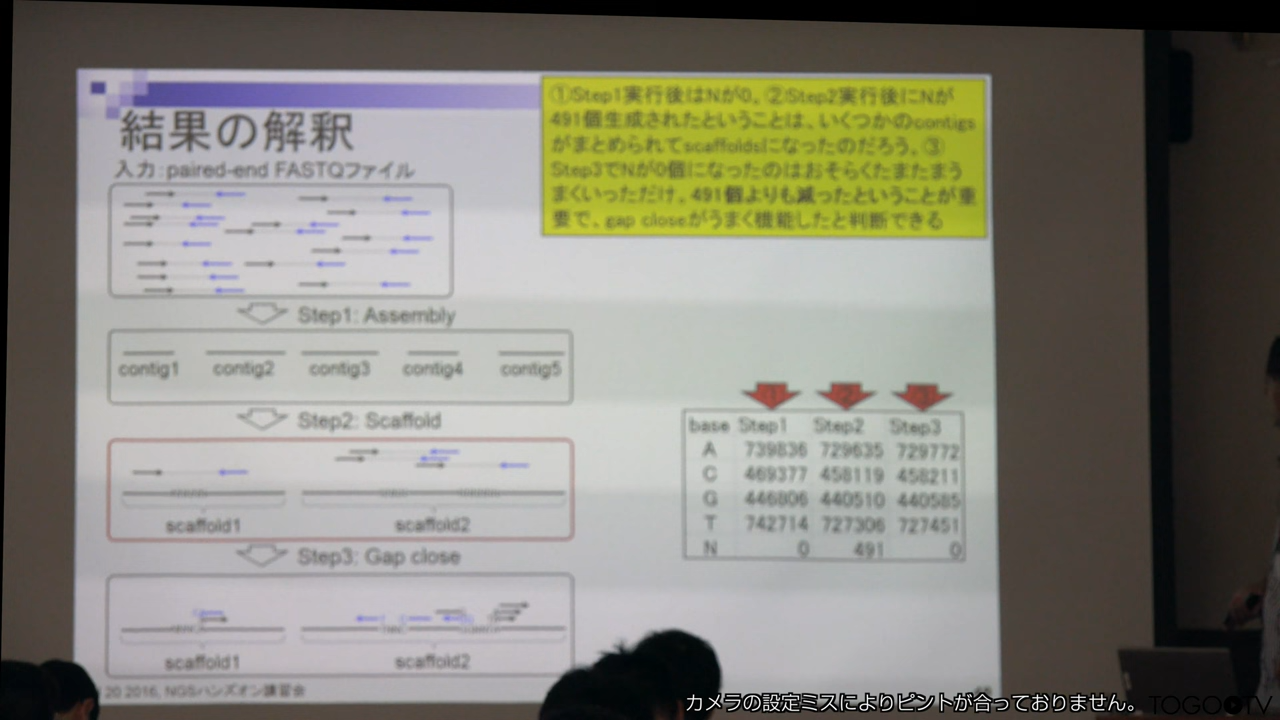 結果の解釈
入力：paired-end FASTQファイル
①Step1実行後はNが0。②Step2実行後にNが
491個生成されたということは、いくつかのcontigs
がまとめられてscaffoldsになったのだろう。③
Step3でNが0個になったのはおそらくたまたまう
まくいっただけ。491個よりも減ったということが重
要で、gap closeがうまく機能したと判断できる
Step1: Assembly
contig1 contig2 contig3 contig4 contig5
Step2: Scaffold
scaffold1 scaffold2
Step3: Gap close
scaffold1 scaffold2
① ② ③
base Step1 Step2 Step3
A 739836 729635 729772
C 469377 458119 458211
G 446806 440510 440585
T 742714 727306 727451
N 0 491 0
20 2016, NGSハンズオン講習会
カメラの設定ミスによりピントが合っておりません。
TOGOTV